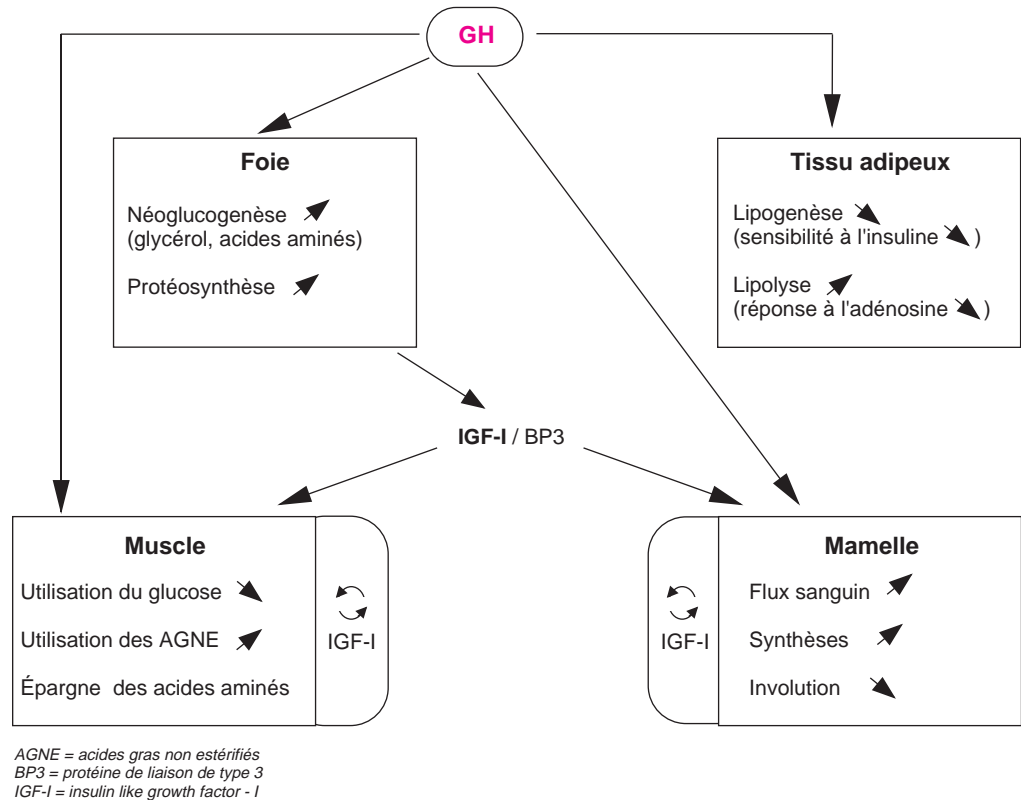 GH
Foie
Néoglucogenèse
(glycérol, acides aminés)
Protéosynthèse
Tissu adipeux
Lipogenèse
(sensibilité à l'insuline )
Lipolyse
(réponse à l'adénosine )
IGF-I / BP3
Muscle
Utilisation du glucose
Utilisation des AGNE
Épargne des acides aminés
IGF-I
IGF-I
Mamelle
Flux sanguin
Synthèses
Involution
AGNE = acides gras non estérifiés
BP3 = protéine de liaison de type 3
IGF-I = insulin like growth factor - I